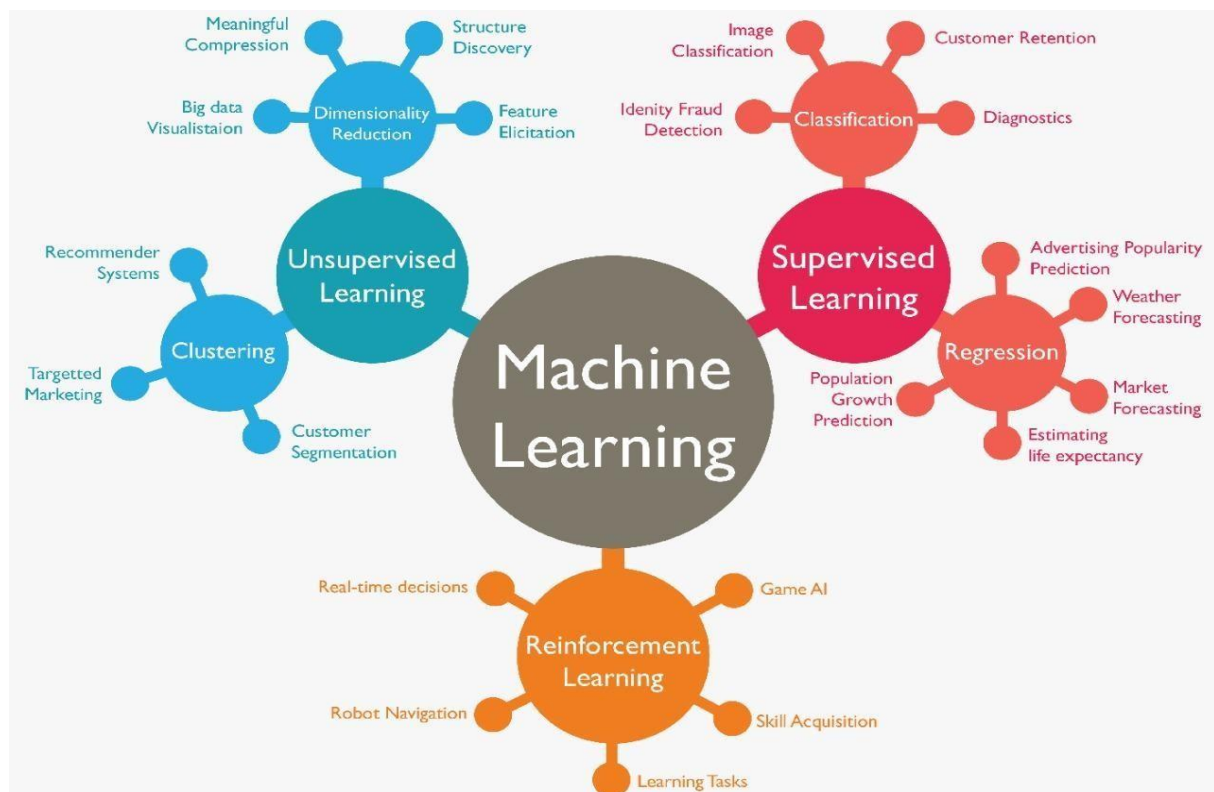 Meaningful
Compression
Structure
Discovery
Big data
Visualistaion
Dimensionality
Reduction
Feature
Elicitation
Image
Classification
Customer Retention
Idenity Fraud
Detection
Classification
Diagnostics
Recommender
Systems
Unsupervised
Learning
Supervised
Learning
Advertising Popularity
Prediction
Weather
Forecasting
Clustering
Regression
Targetted
Marketing
Customer
Segmentation
Machine
Learning
Population
Growth
Prediction
Market
Forecasting
Estimating
life expectancy
Real-time decisions
Game AI
Reinforcement
Learning
Robot Navigation
Skill Acquisition
Learning Tasks